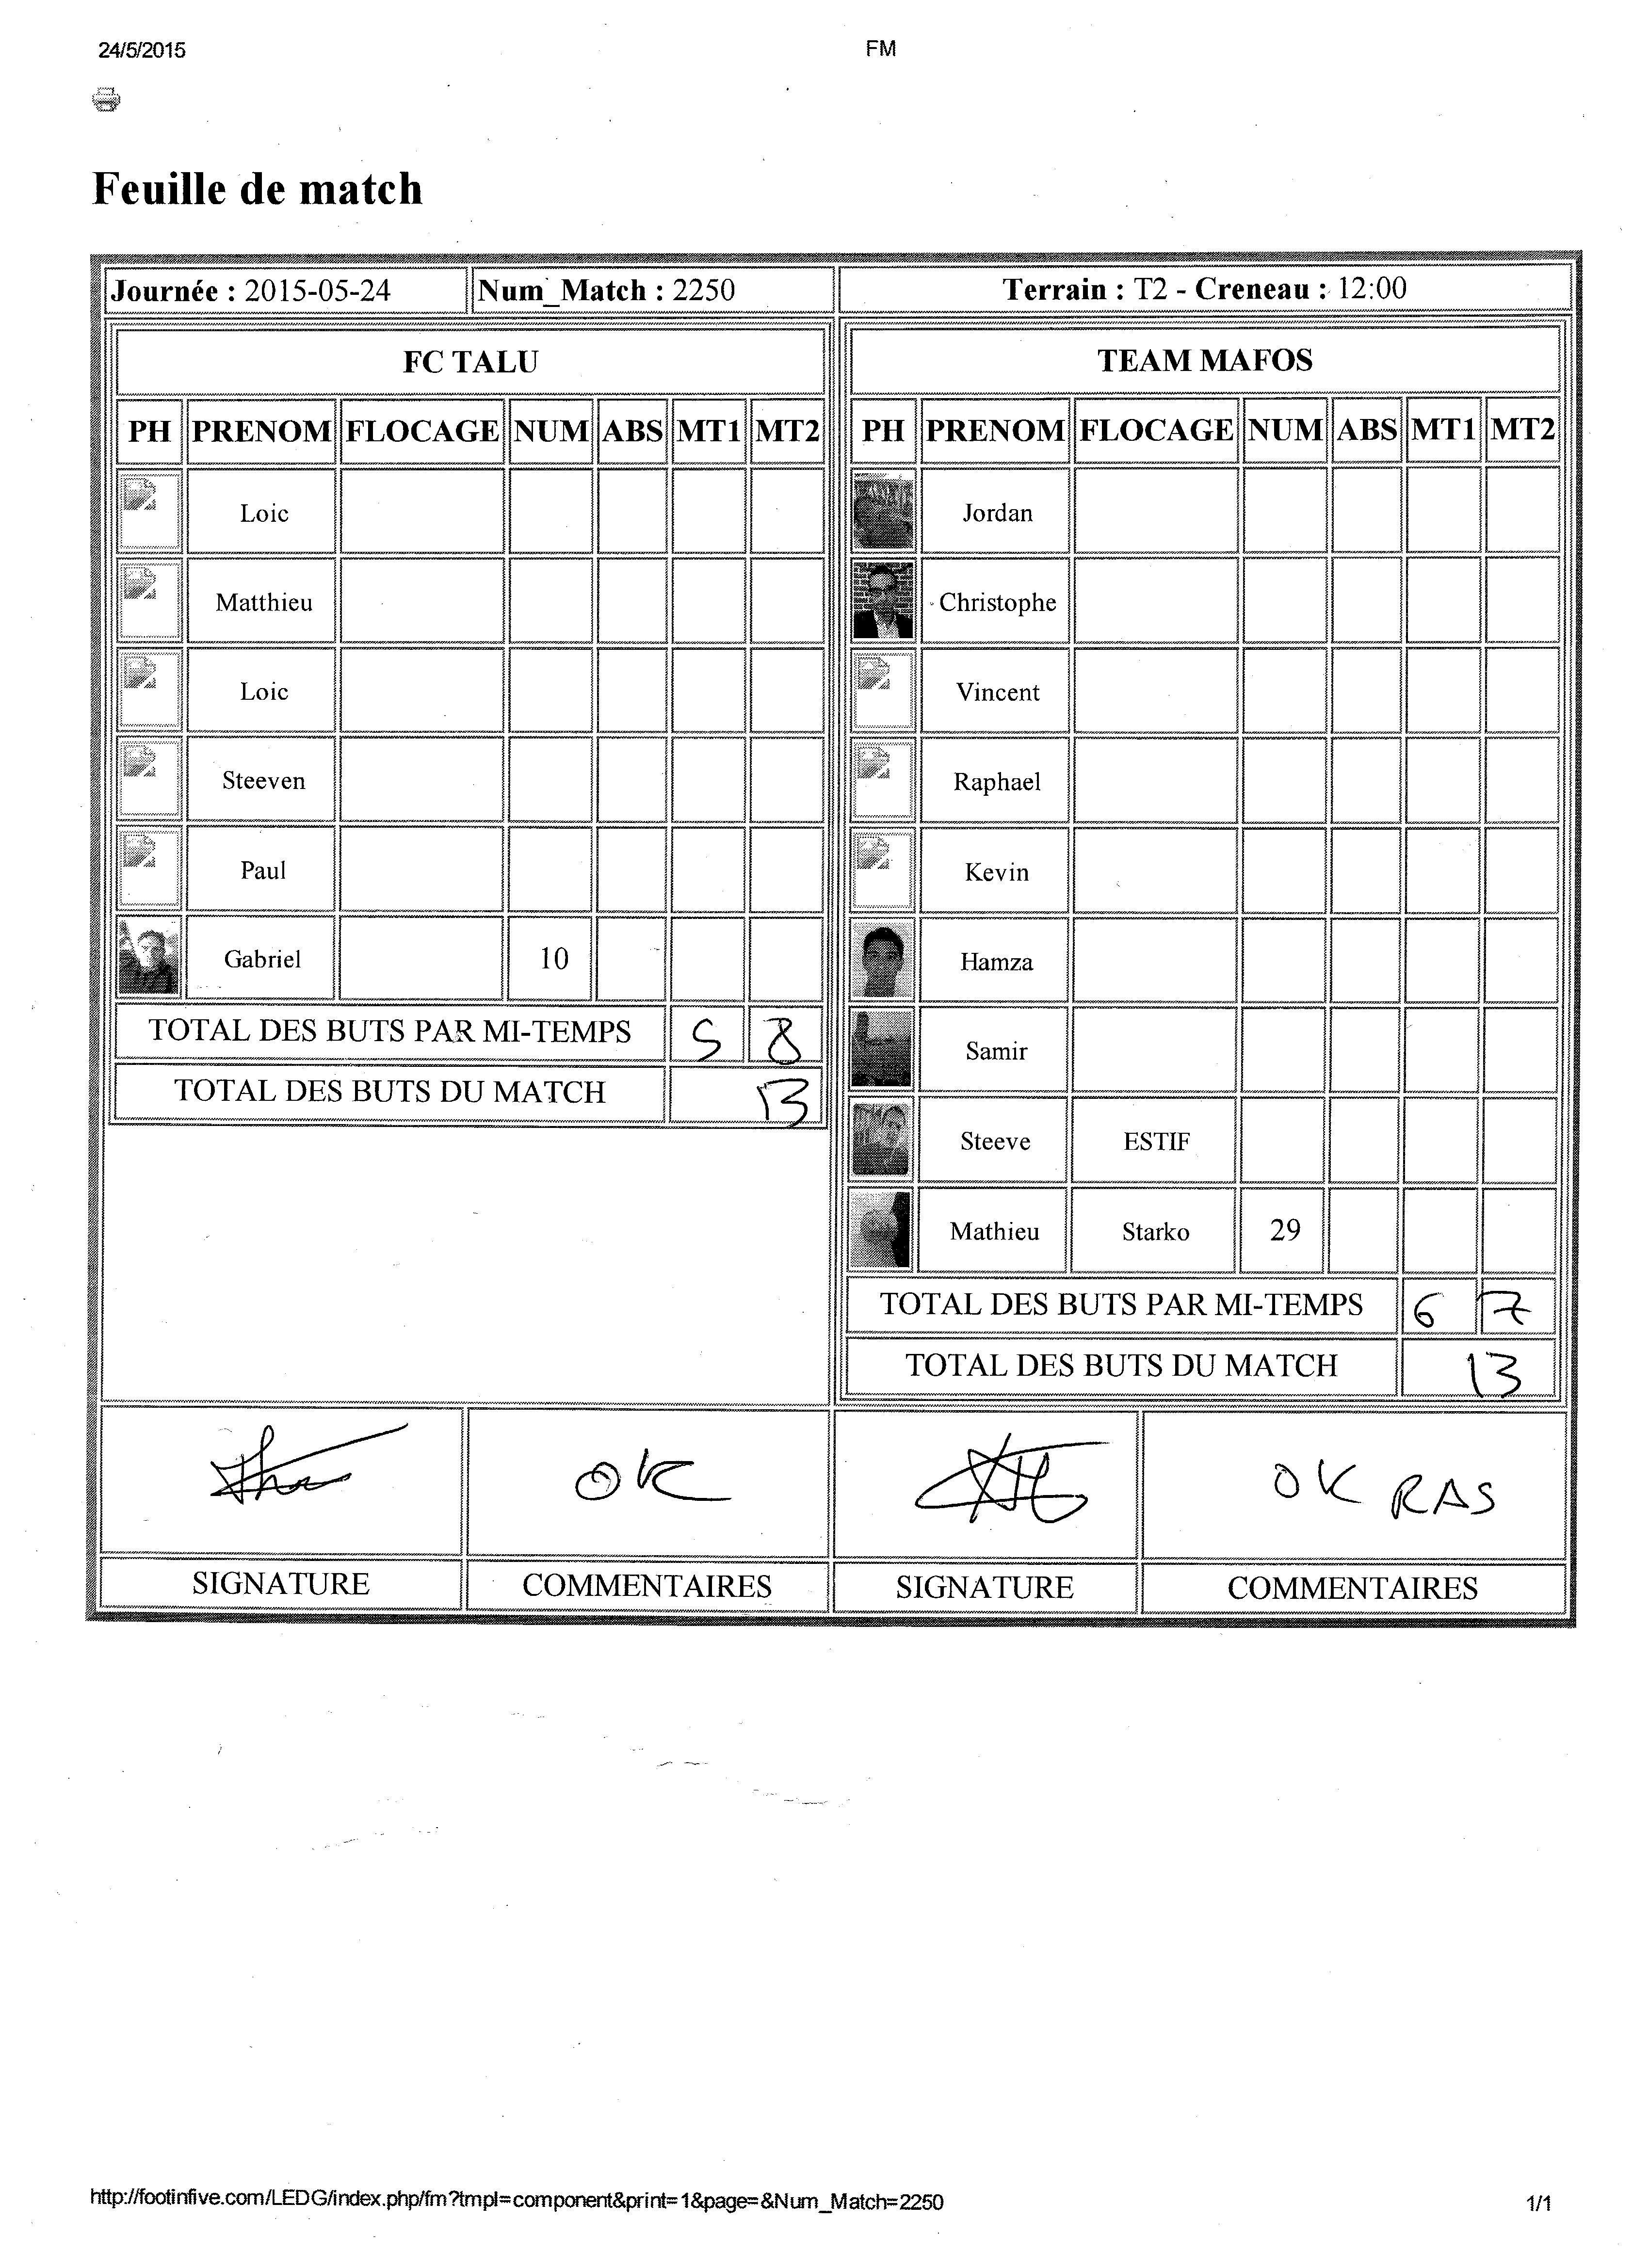 24/5/2015 FM
Feuille de match
Journée : 2015-05-24 Num_Match : 2250 Terrain : T2 - Creneau : 12:00
FC TALU
PH PRENOM FLOCAGE NUM ABS MT1 MT2
Loic
Matthieu
Loic
Steeven
Paul
Gabriel 10
TOTAL DES BUTS PAR MI-TEMPS 5 8
TOTAL DES BUTS DU MATCH 13
TEAM MAFOS
PH PRENOM FLOCAGE NUM ABS MT1 MT2
Jordan
Christophe
Vincent
Raphael
Kevin
Hamza
Samir
Steeve ESTIF
Mathieu Starko 29
TOTAL DES BUTS PAR MI-TEMPS 6 7
TOTAL DES BUTS DU MATCH 13
OK OK RAS
SIGNATURE COMMENTAIRES SIGNATURE COMMENTAIRES
http://footinfive.com/LEDG/index.php/fm?tmpl=component&print=1&page=&Num_Match=2250 1/1